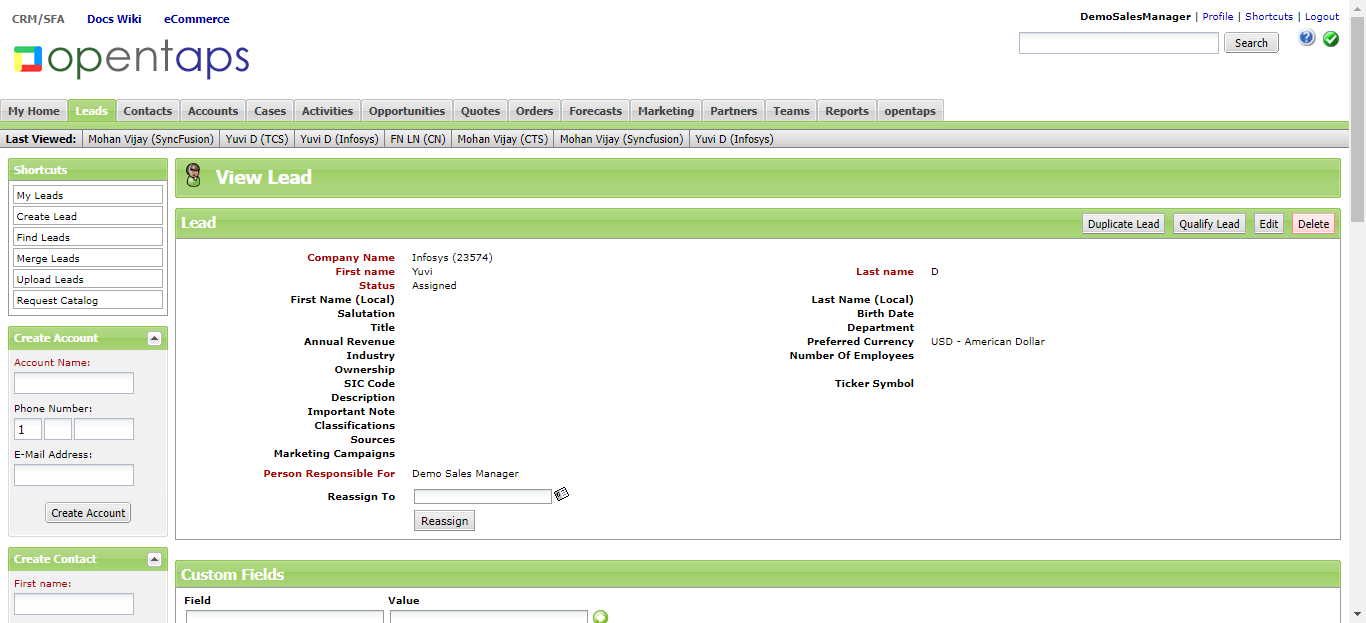 CRM/SFA Docs Wiki eCommerce
DemoSalesManager | Profile | Shortcuts | Logout
opentaps
Search
My Home Leads Contacts Accounts Cases Activities Opportunities Quotes Orders Forecasts Marketing Partners Teams Reports opentaps
Last Viewed: Mohan Vijay (SyncFusion) Yuvi D (TCS) Yuvi D (Infosys) FN LN (CN) Mohan Vijay (CTS) Mohan Vijay (Syncfusion) Yuvi D (Infosys)
Shortcuts
My Leads
Create Lead
Find Leads
Merge Leads
Upload Leads
Request Catalog
Create Account
Account Name:
Phone Number:
1
E-Mail Address:
Create Account
Create Contact
First name:
View Lead
Lead
Duplicate Lead Qualify Lead Edit Delete
Company Name Infosys (23574)
First name Yuvi Last name D
Status Assigned
First Name (Local) Last Name (Local)
Salutation Birth Date
Title Department
Annual Revenue Preferred Currency USD - American Dollar
Industry Number Of Employees
Ownership
SIC Code Ticker Symbol
Description
Important Note
Classifications
Sources
Marketing Campaigns
Person Responsible For Demo Sales Manager
Reassign To
Reassign
Custom Fields
Field Value